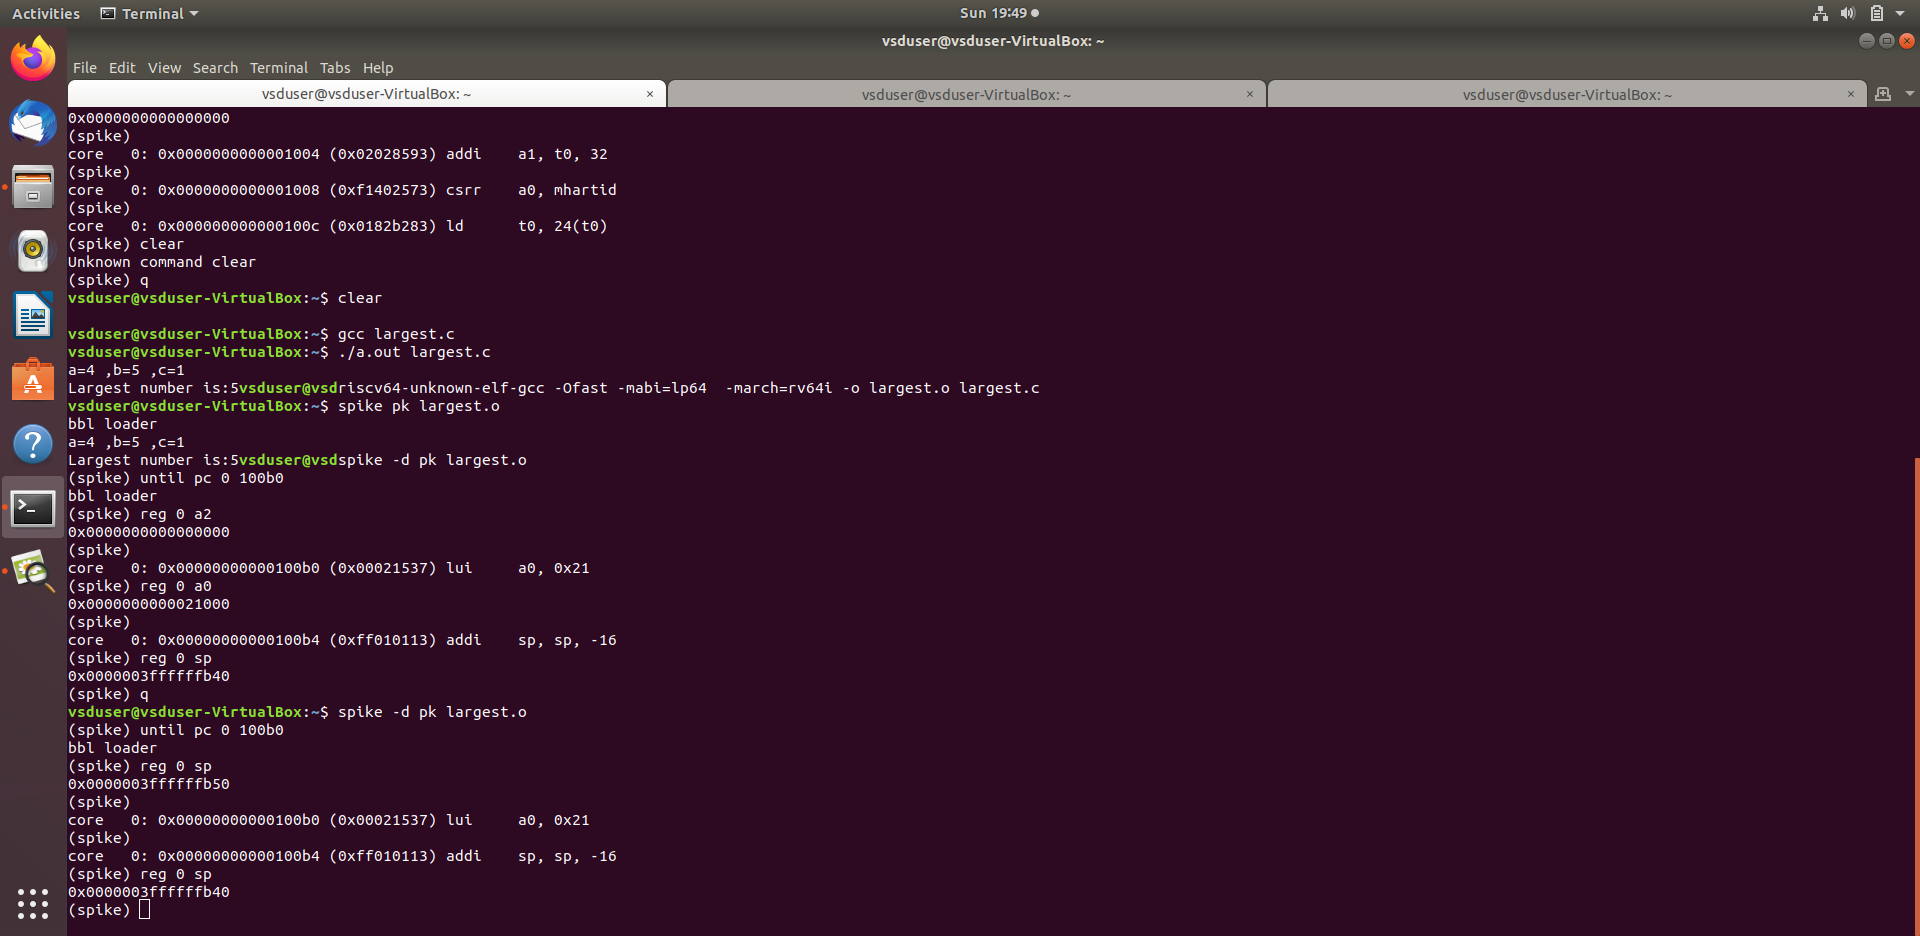 Activities Terminal Sun 19:49
vsduser@vsduser-VirtualBox: ~
File Edit View Search Terminal Tabs Help
vsduser@vsduser-VirtualBox: ~ × vsduser@vsduser-VirtualBox: ~ × vsduser@vsduser-VirtualBox: ~ ×
0x0000000000000000
(spike)
core   0: 0x0000000000001004 (0x02028593) addi    a1, t0, 32
(spike)
core   0: 0x0000000000001008 (0xf1402573) csrr    a0, mhartid
(spike)
core   0: 0x000000000000100c (0x0182b283) ld      t0, 24(t0)
(spike) clear
Unknown command clear
(spike) q
vsduser@vsduser-VirtualBox:~$ clear
vsduser@vsduser-VirtualBox:~$ gcc largest.c
vsduser@vsduser-VirtualBox:~$ ./a.out largest.c
a=4 ,b=5 ,c=1
Largest number is:5vsduser@vsdriscv64-unknown-elf-gcc -Ofast -mabi=lp64  -march=rv64i -o largest.o largest.c
vsduser@vsduser-VirtualBox:~$ spike pk largest.o
bbl loader
a=4 ,b=5 ,c=1
Largest number is:5vsduser@vsdspike -d pk largest.o
(spike) until pc 0 100b0
bbl loader
(spike) reg 0 a2
0x0000000000000000
(spike)
core   0: 0x00000000000100b0 (0x00021537) lui     a0, 0x21
(spike) reg 0 a0
0x0000000000021000
(spike)
core   0: 0x00000000000100b4 (0xff010113) addi    sp, sp, -16
(spike) reg 0 sp
0x0000003ffffffb40
(spike) q
vsduser@vsduser-VirtualBox:~$ spike -d pk largest.o
(spike) until pc 0 100b0
bbl loader
(spike) reg 0 sp
0x0000003ffffffb50
(spike)
core   0: 0x00000000000100b0 (0x00021537) lui     a0, 0x21
(spike)
core   0: 0x00000000000100b4 (0xff010113) addi    sp, sp, -16
(spike) reg 0 sp
0x0000003ffffffb40
(spike)